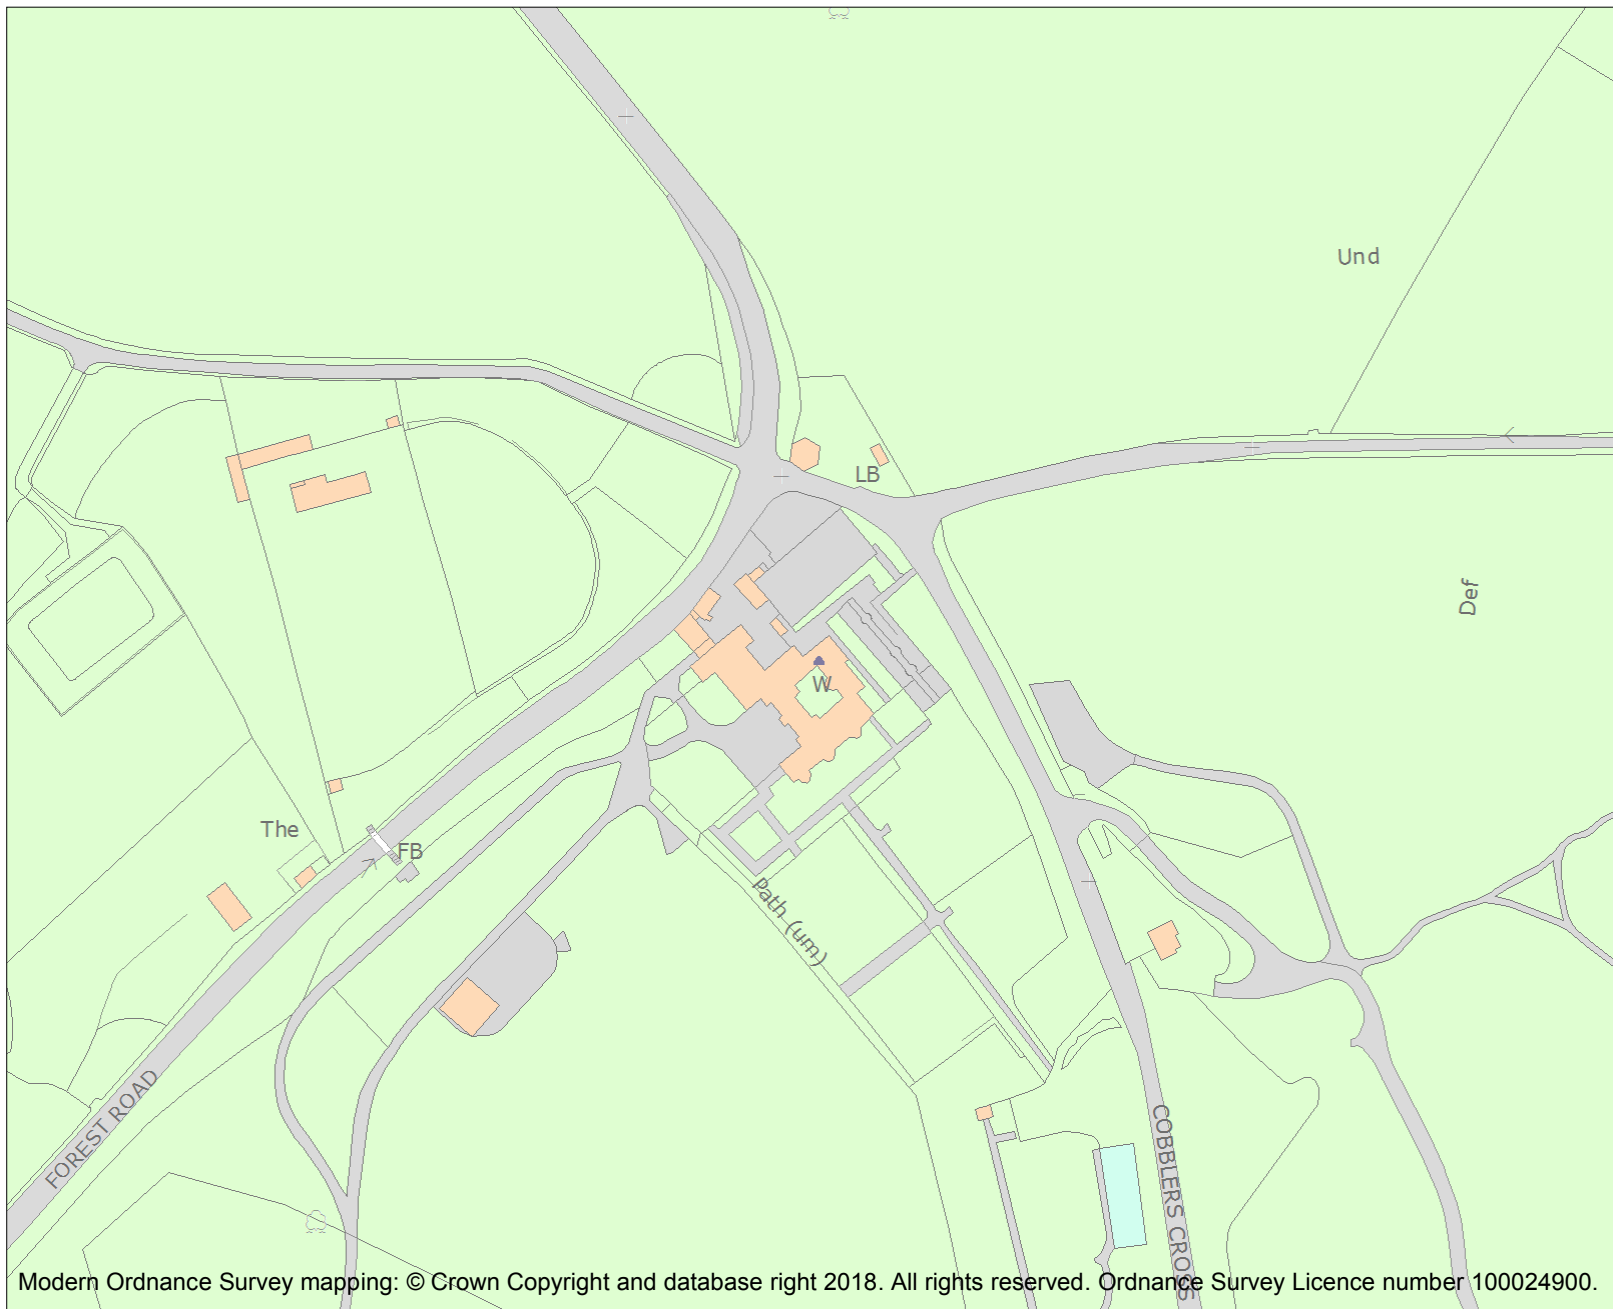 Und
LB
Def
W
The
FB
Path (um)
FOREST ROAD
COBBLERS CROSS
Modern Ordnance Survey mapping: © Crown Copyright and database right 2018. All rights reserved. Ordnance Survey Licence number 100024900.